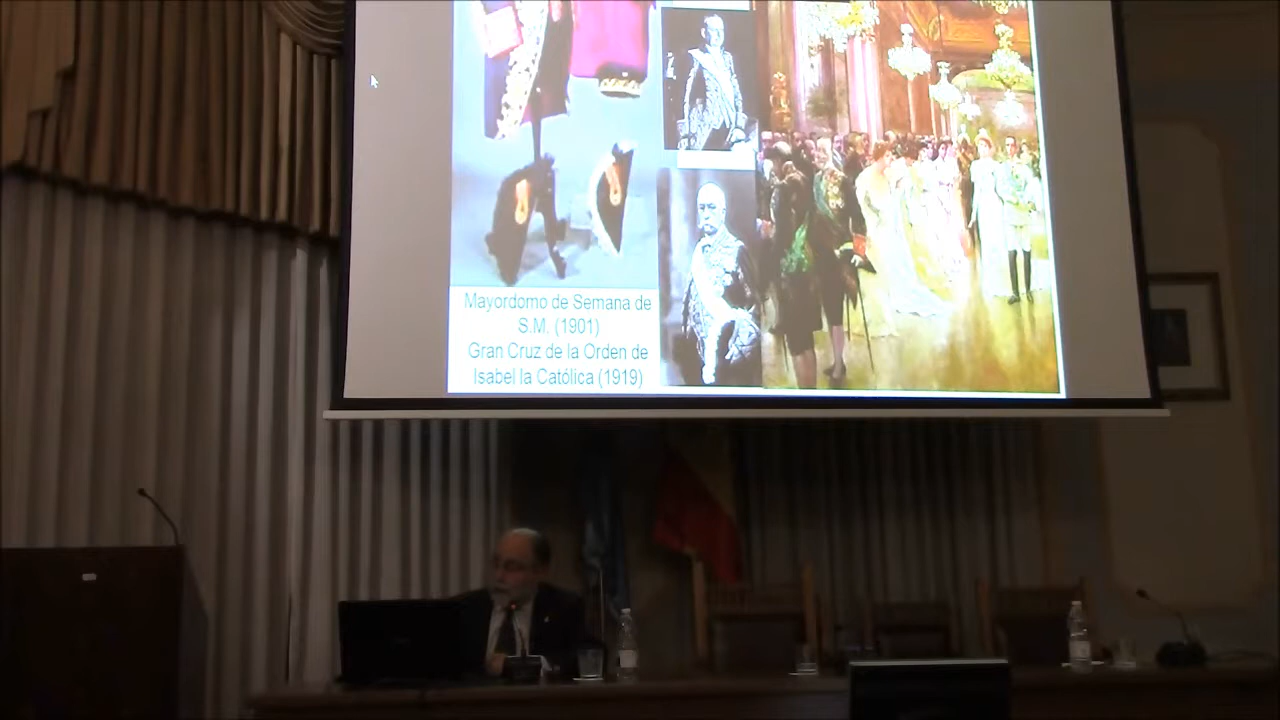 Mayordomo de Semana de
S.M. (1901)
Gran Cruz de la Orden de
Isabel la Católica (1919)